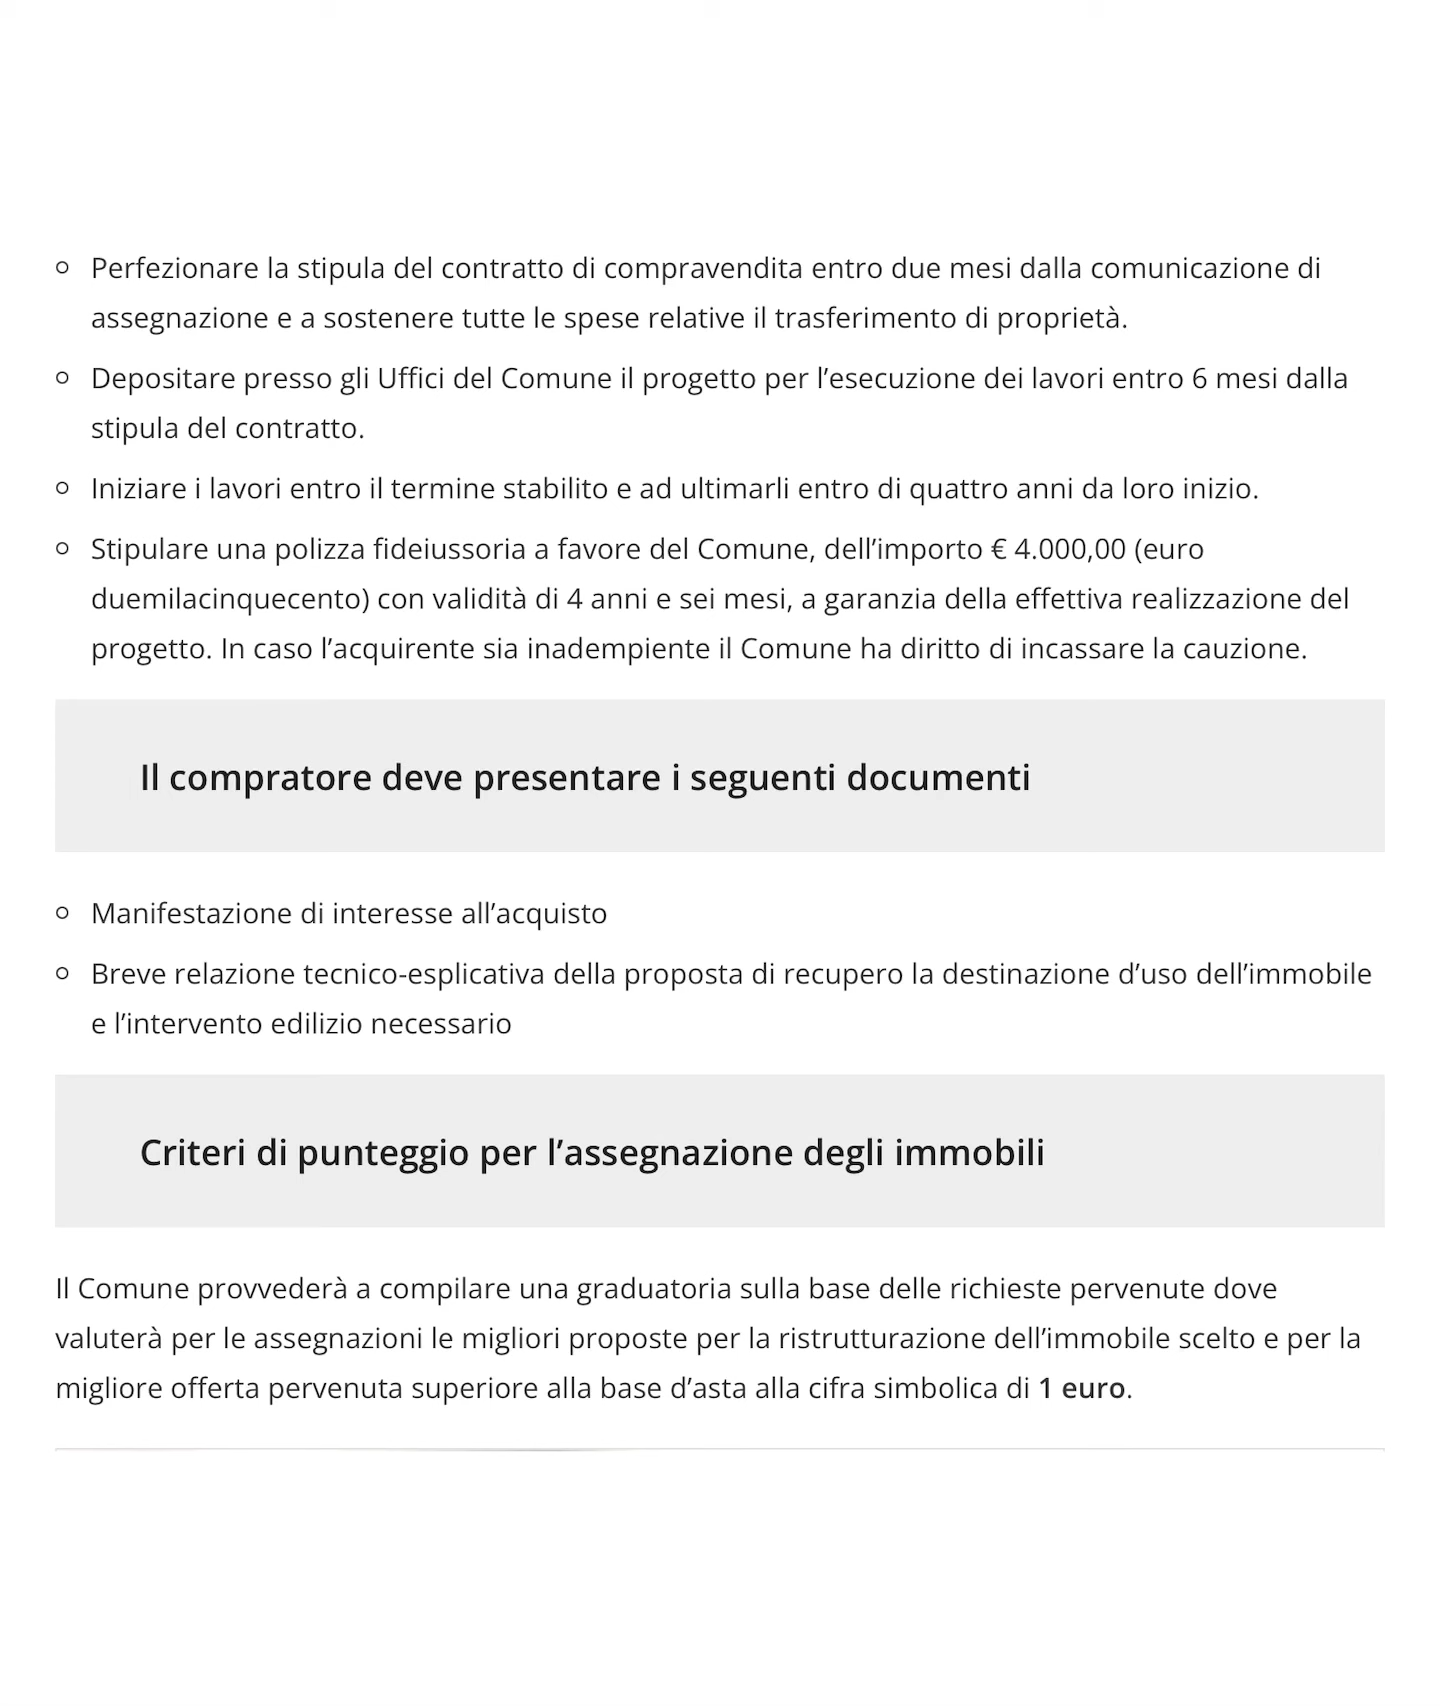 Perfezionare la stipula del contratto di compravendita entro due mesi dalla comunicazione di
assegnazione e a sostenere tutte le spese relative il trasferimento di proprietà.
Depositare presso gli Uffici del Comune il progetto per l’esecuzione dei lavori entro 6 mesi dalla
stipula del contratto.
Iniziare i lavori entro il termine stabilito e ad ultimarli entro di quattro anni da loro inizio.
Stipulare una polizza fideiussoria a favore del Comune, dell’importo € 4.000,00 (euro
duemilacinquecento) con validità di 4 anni e sei mesi, a garanzia della effettiva realizzazione del
progetto. In caso l’acquirente sia inadempiente il Comune ha diritto di incassare la cauzione.
Il compratore deve presentare i seguenti documenti
Manifestazione di interesse all’acquisto
Breve relazione tecnico-esplicativa della proposta di recupero la destinazione d’uso dell’immobile
e l’intervento edilizio necessario
Criteri di punteggio per l’assegnazione degli immobili
Il Comune provvederà a compilare una graduatoria sulla base delle richieste pervenute dove
valuterà per le assegnazioni le migliori proposte per la ristrutturazione dell’immobile scelto e per la
migliore offerta pervenuta superiore alla base d’asta alla cifra simbolica di 1 euro.